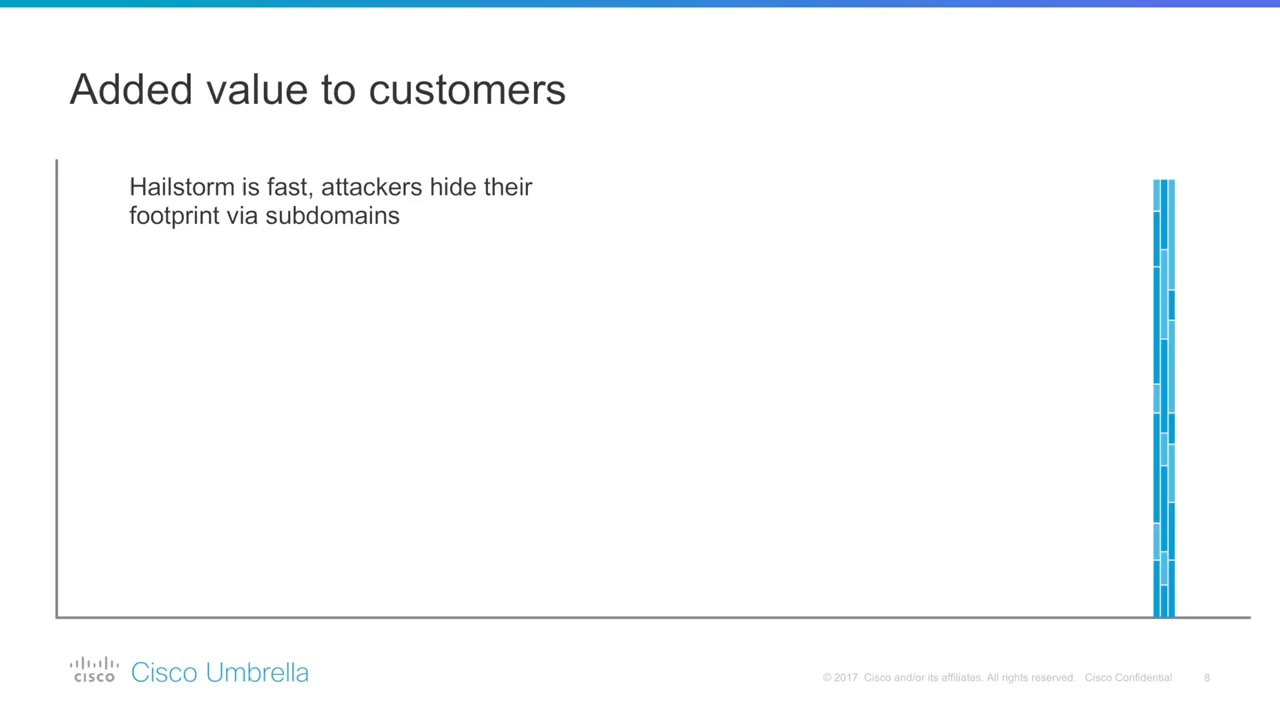 Added value to customers
Hailstorm is fast, attackers hide their
footprint via subdomains
cisco Cisco Umbrella
© 2017 Cisco and/or its affiliates. All rights reserved. Cisco Confidential 8